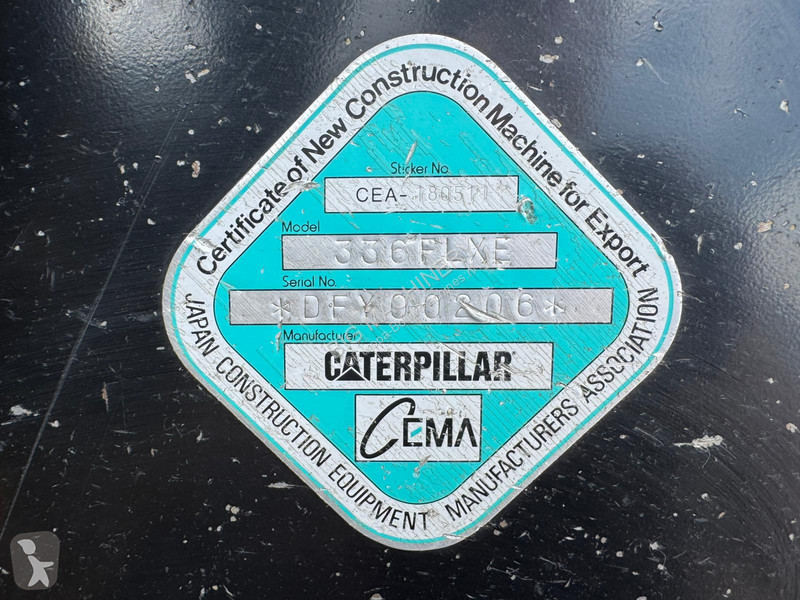 Certificate of New Construction Machine for Export
Sticker No.
CEA-180511
Model
336FLXE
Serial No.
*DFY00206*
Manufacturer
CATERPILLAR
CEMA
JAPAN CONSTRUCTION EQUIPMENT MANUFACTURERS ASSOCIATION